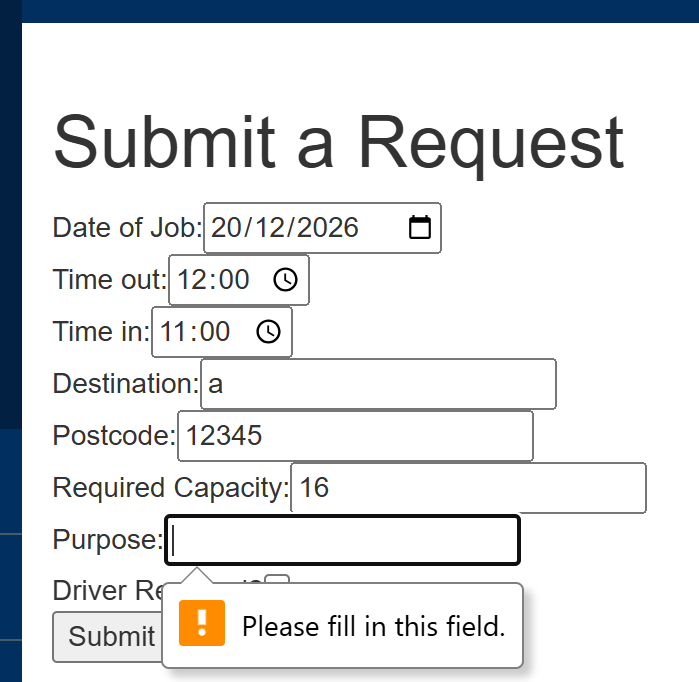 Submit a Request
Date of Job: 20/12/2026
Time out: 12:00
Time in: 11:00
Destination: a
Postcode: 12345
Required Capacity: 16
Purpose:
Driver
Submit
Please fill in this field.